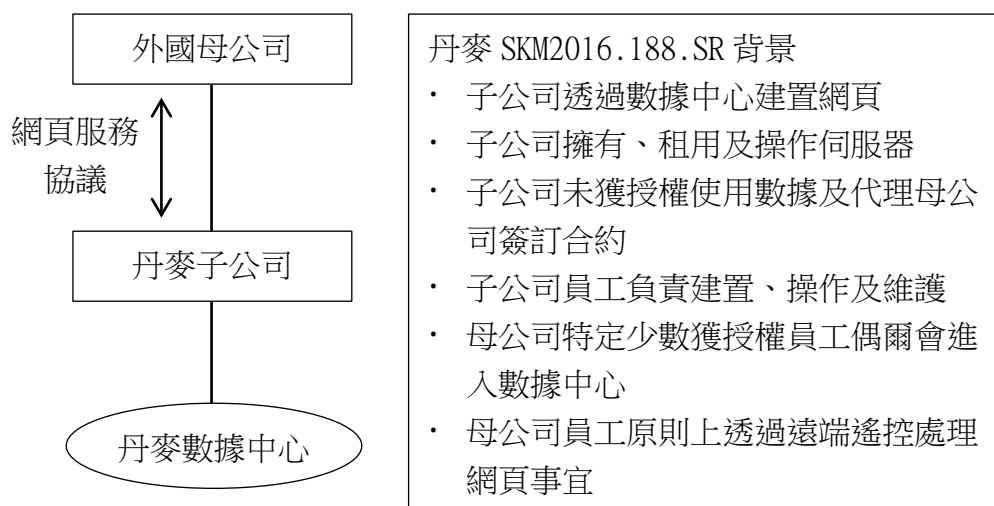 外國母公司
網頁服務
協議
丹麥子公司
丹麥數據中心
丹麥 SKM2016.188.SR 背景
· 子公司透過數據中心建置網頁
· 子公司擁有、租用及操作伺服器
· 子公司未獲授權使用數據及代理母公
司簽訂合約
· 子公司員工負責建置、操作及維護
· 母公司特定少數獲授權員工偶爾會進
入數據中心
· 母公司員工原則上透過遠端遙控處理
網頁事宜